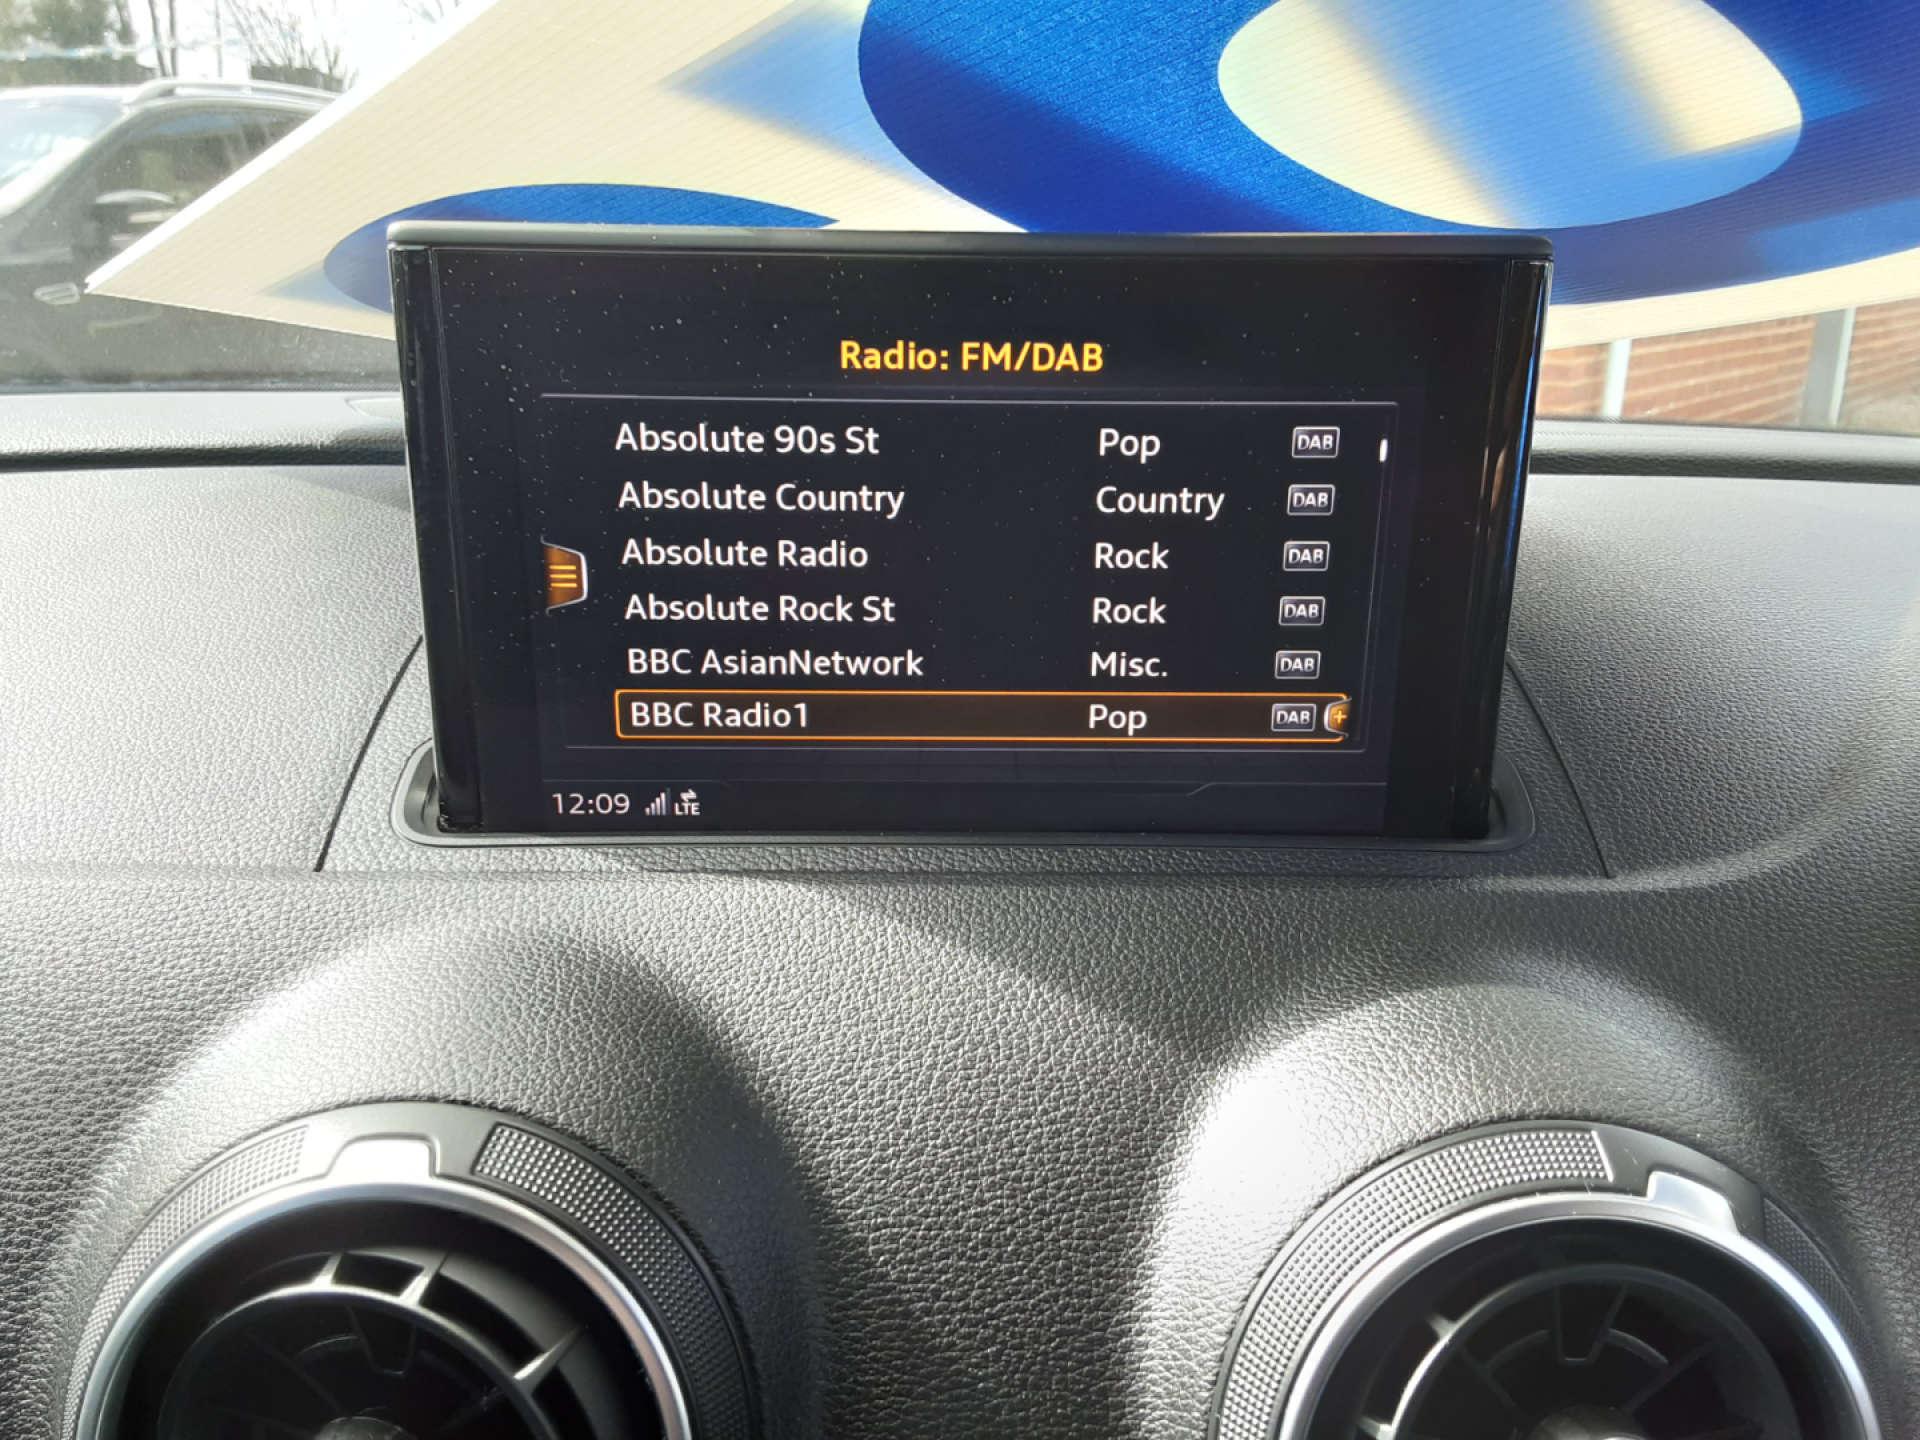 Radio: FM/DAB
Absolute 90s St Pop DAB
Absolute Country Country DAB
Absolute Radio Rock DAB
Absolute Rock St Rock DAB
BBC AsianNetwork Misc. DAB
BBC Radio1 Pop DAB +
12:09 LTE